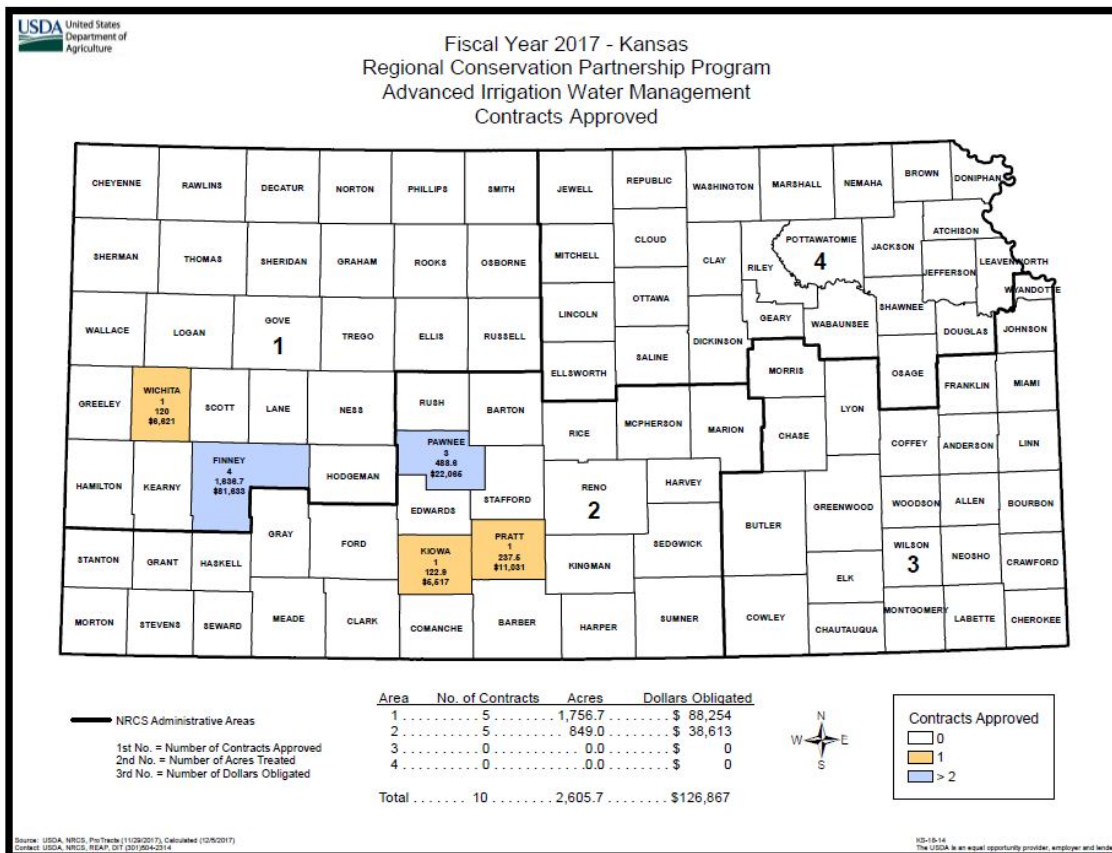 USDA United States
Department of
Agriculture
Fiscal Year 2017 - Kansas
Regional Conservation Partnership Program
Advanced Irrigation Water Management
Contracts Approved
CHEYENNE RAWLINS DECATUR NORTON PHILLIPS SMITH JEWELL REPUBLIC WASHINGTON MARSHALL NEMAHA BROWN DONIPHAN
SHERMAN THOMAS SHERIDAN GRAHAM ROOKS OSBORNE MITCHELL CLOUD CLAY RILEY POTTAWATOMIE JACKSON ATCHISON
4
JEFFERSON LEAVENWORTH
WYANDOTTE
WALLACE LOGAN GOVE TREGO ELLIS RUSSELL LINCOLN OTTAWA GEARY WABAUNSEE SHAWNEE DOUGLAS JOHNSON
1
ELLSWORTH SALINE DICKINSON MORRIS OSAGE FRANKLIN MIAMI
GREELEY
WICHITA
1
120
$6,621
SCOTT LANE NESS RUSH BARTON RICE MCPHERSON MARION CHASE LYON COFFEY ANDERSON LINN
HAMILTON KEARNY
FINNEY
4
1,636.7
$81,633
HODGEMAN
PAWNEE
3
488.6
$22,065
STAFFORD
EDWARDS
RENO
2
HARVEY
BUTLER GREENWOOD WOODSON ALLEN BOURBON
GRAY FORD
KIOWA
1
122.9
$5,517
PRATT
1
237.5
$11,031
KINGMAN SEDGWICK
ELK
WILSON
3
NEOSHO CRAWFORD
STANTON GRANT HASKELL
MORTON STEVENS SEWARD MEADE CLARK COMANCHE BARBER HARPER SUMNER COWLEY CHAUTAUQUA MONTGOMERY LABETTE CHEROKEE
NRCS Administrative Areas
1st No. = Number of Contracts Approved
2nd No. = Number of Acres Treated
3rd No. = Number of Dollars Obligated
Area No. of Contracts Acres Dollars Obligated
1 . . . . . . . . . . 5 . . . . . . . . . 1,756.7 . . . . . . . . $ 88,254
2 . . . . . . . . . . 5 . . . . . . . . . . 849.0 . . . . . . . . $ 38,613
3 . . . . . . . . . . 0 . . . . . . . . . . . . 0.0 . . . . . . . . $ 0
4 . . . . . . . . . . 0 . . . . . . . . . . . . 0.0 . . . . . . . . $ 0
Total . . . . . . . 10 . . . . . . . . 2,605.7 . . . . . . . . $126,867
N
W E
S
Contracts Approved
0
1
> 2
Source: USDA, NRCS, ProTracts (11/29/2017), Calculated (12/5/2017)
Contact: USDA, NRCS, REAP, DIT (301)504-2314
KS-18-14
The USDA is an equal opportunity provider, employer and lender